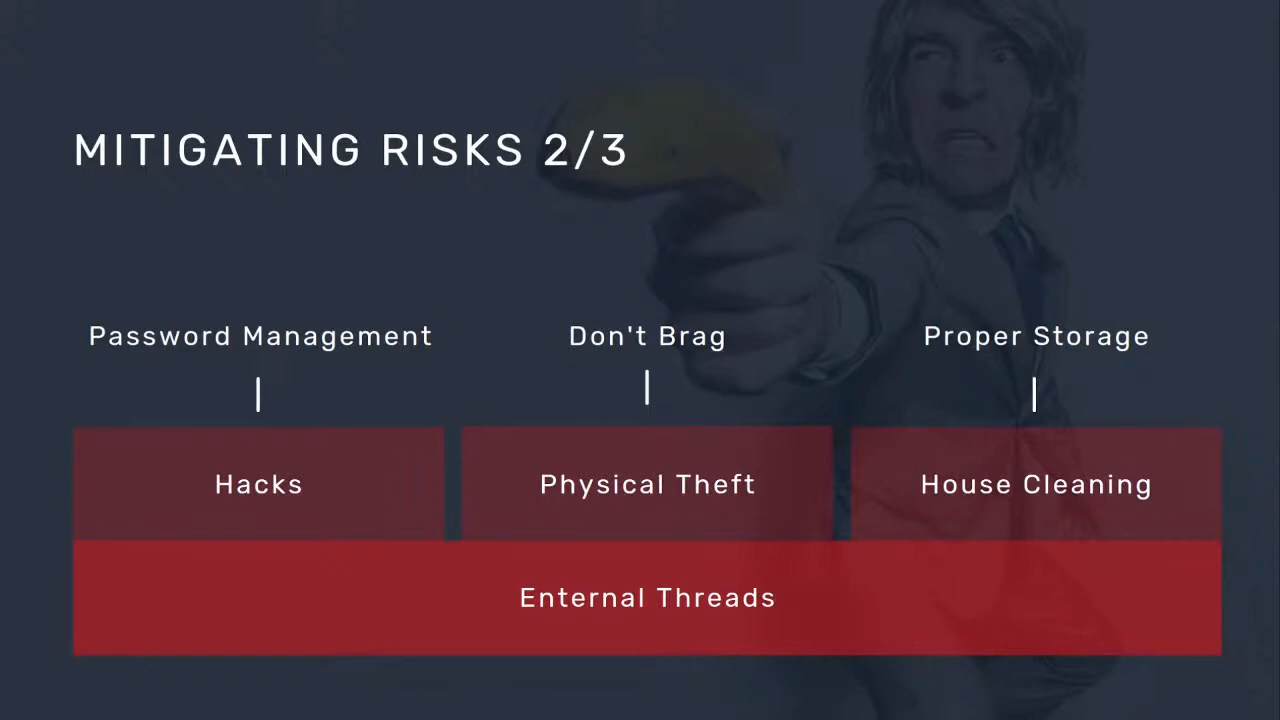 MITIGATING RISKS 2/3
Password Management
Don't Brag
Proper Storage
Hacks
Physical Theft
House Cleaning
Enternal Threads